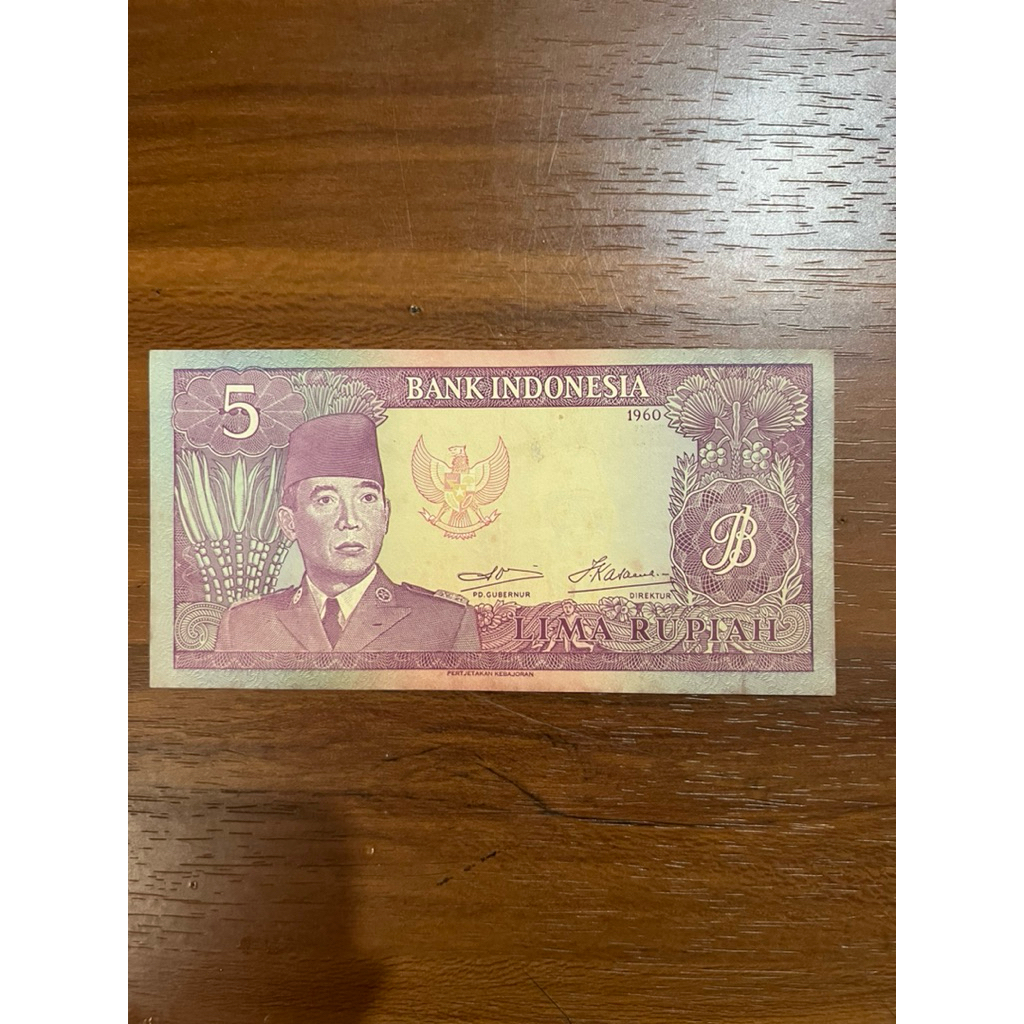 5
BANK INDONESIA
1960
PD. GUBERNUR
DIREKTUR
LIMA RUPIAH
PERTJETAKAN KEBAJORAN